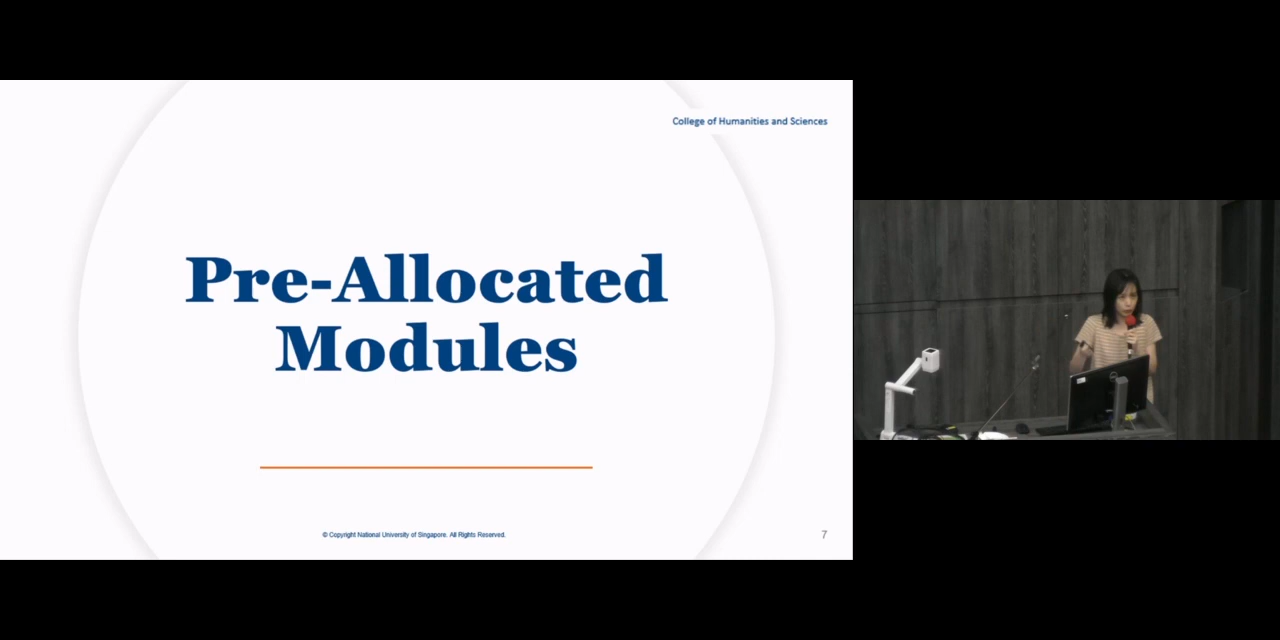 College of Humanities and Sciences
Pre-Allocated
Modules
© Copyright National University of Singapore. All Rights Reserved.
7